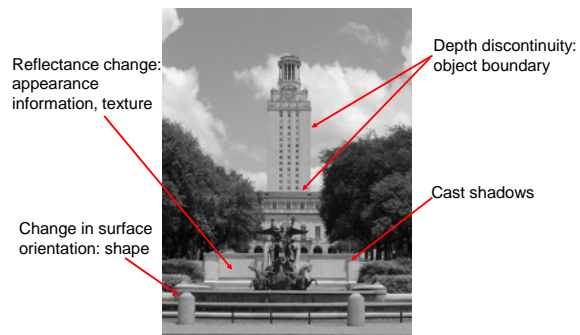 Reflectance change:
appearance
information, texture
Depth discontinuity:
object boundary
Cast shadows
Change in surface
orientation: shape